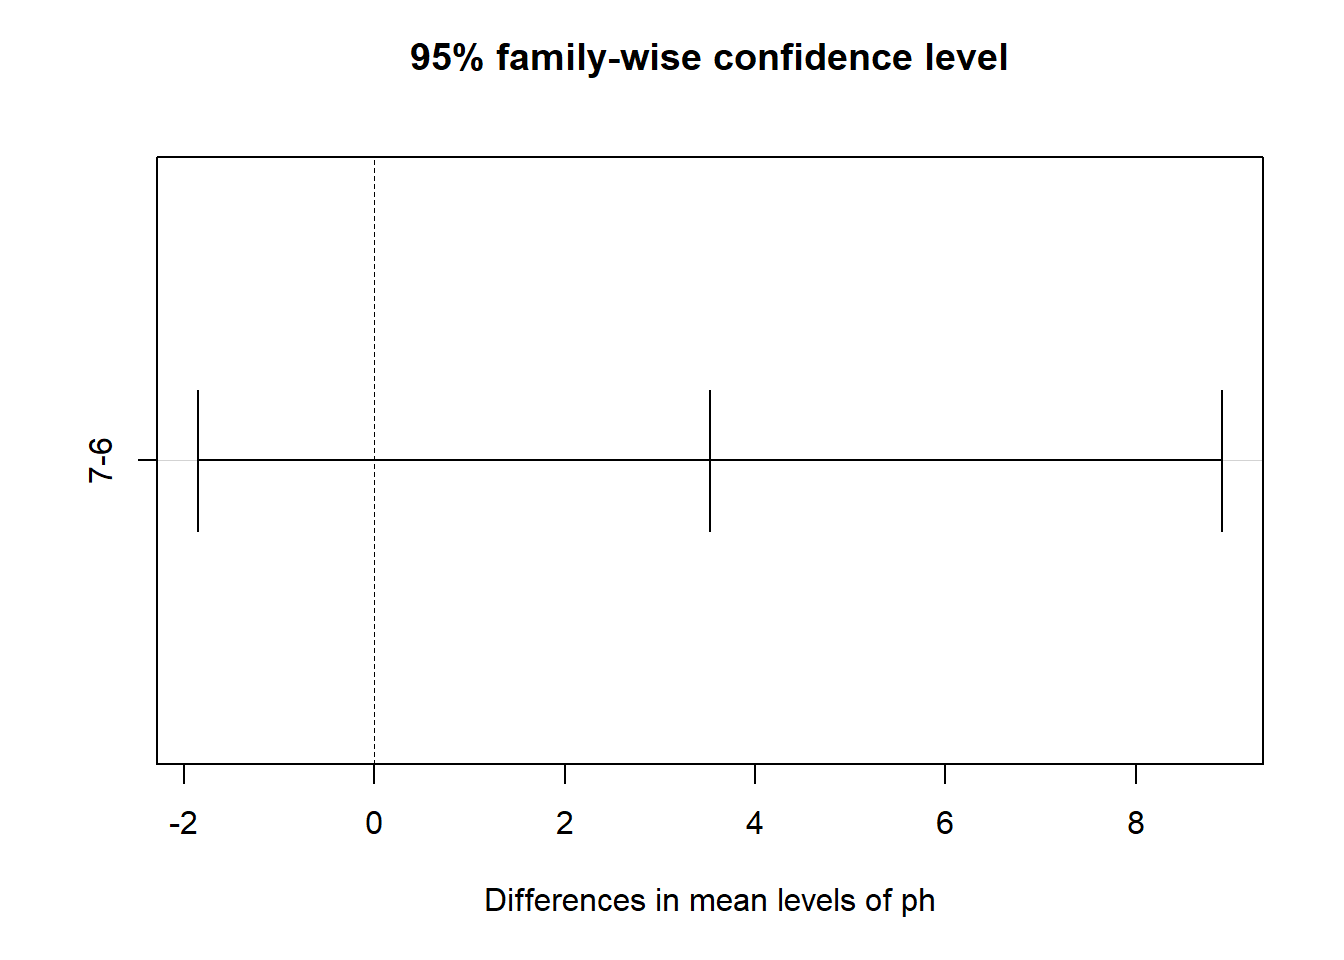 95% family-wise confidence level
7-6
-2 0 2 4 6 8
Differences in mean levels of ph